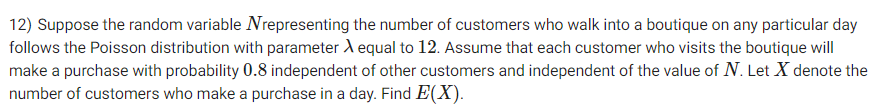 12) Suppose the random variable Nrepresenting the number of customers who walk into a boutique on any particular day
follows the Poisson distribution with parameter λ equal to 12. Assume that each customer who visits the boutique will
make a purchase with probability 0.8 independent of other customers and independent of the value of N. Let X denote the
number of customers who make a purchase in a day. Find E(X).